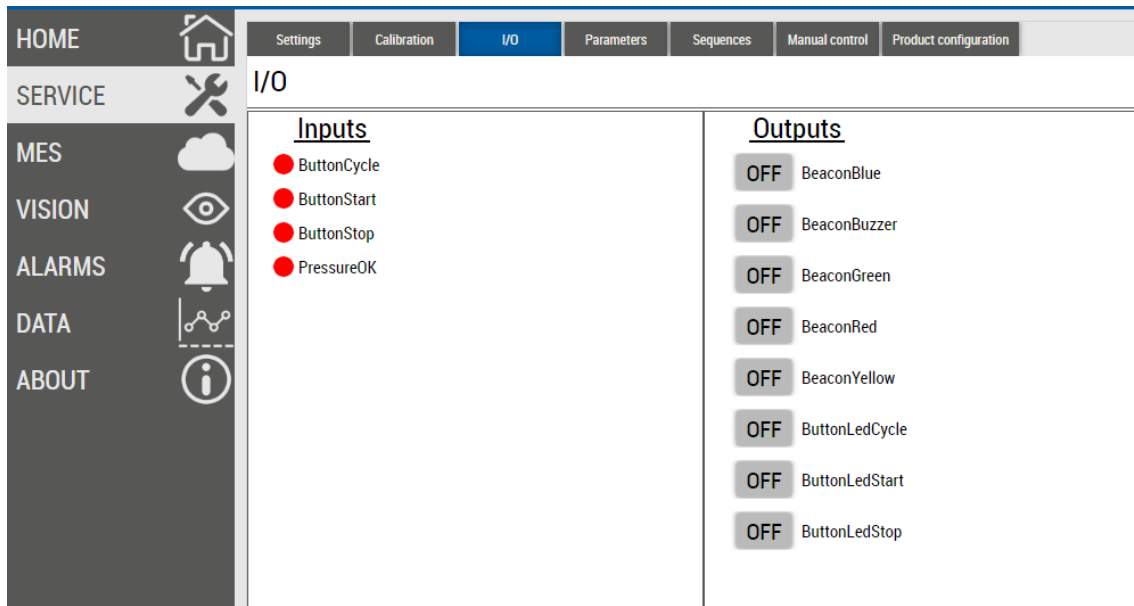 HOME
SERVICE
MES
VISION
ALARMS
DATA
ABOUT
Settings Calibration I/O Parameters Sequences Manual control Product configuration
I/O
Inputs
ButtonCycle
ButtonStart
ButtonStop
PressureOK
Outputs
OFF BeaconBlue
OFF BeaconBuzzer
OFF BeaconGreen
OFF BeaconRed
OFF BeaconYellow
OFF ButtonLedCycle
OFF ButtonLedStart
OFF ButtonLedStop